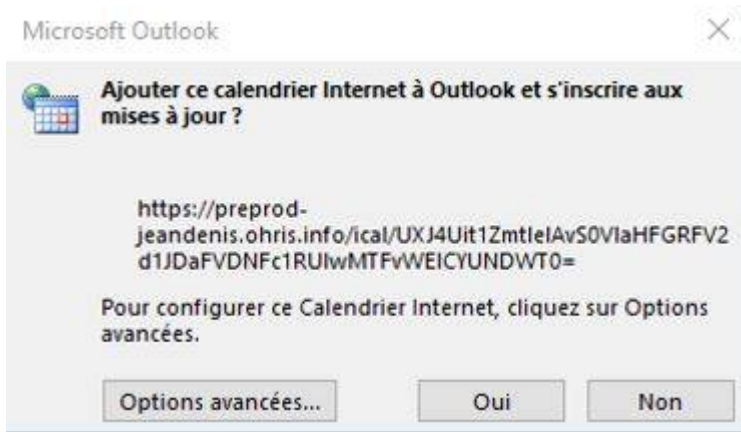 Microsoft Outlook
Ajouter ce calendrier Internet à Outlook et s'inscrire aux
mises à jour ?
https://preprod-
jeandenis.ohris.info/ical/UXJ4Uit1ZmtleIAvS0VIaHFGRFV2
d1JDaFVDNFc1RUIwMTFvWEICYUNDWT0=
Pour configurer ce Calendrier Internet, cliquez sur Options
avancées.
Options avancées...
Oui
Non